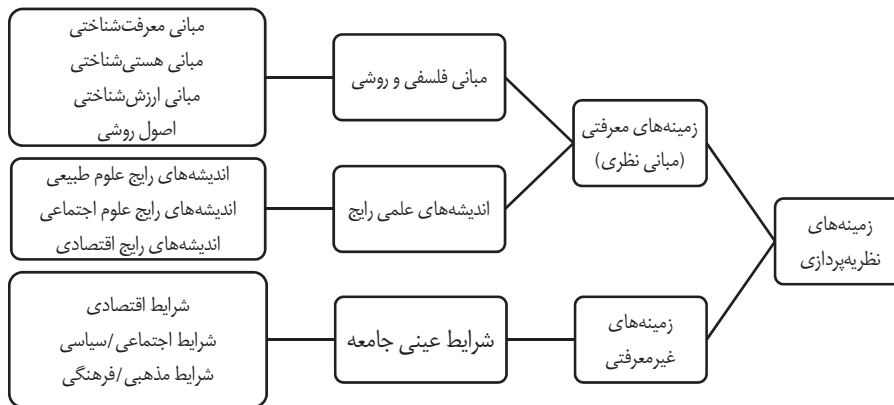 زمینه‌های
نظریه‌پردازی
زمینه‌های معرفتی
(مبانی نظری)
مبانی فلسفی و روشی
مبانی معرفت‌شناختی
مبانی هستی‌شناختی
مبانی ارزش‌شناختی
اصول روشی
اندیشه‌های علمی رایج
اندیشه‌های رایج علوم طبیعی
اندیشه‌های رایج علوم اجتماعی
اندیشه‌های رایج اقتصادی
زمینه‌های
غیرمعرفتی
شرایط عینی جامعه
شرایط اقتصادی
شرایط اجتماعی/سیاسی
شرایط مذهبی/فرهنگی